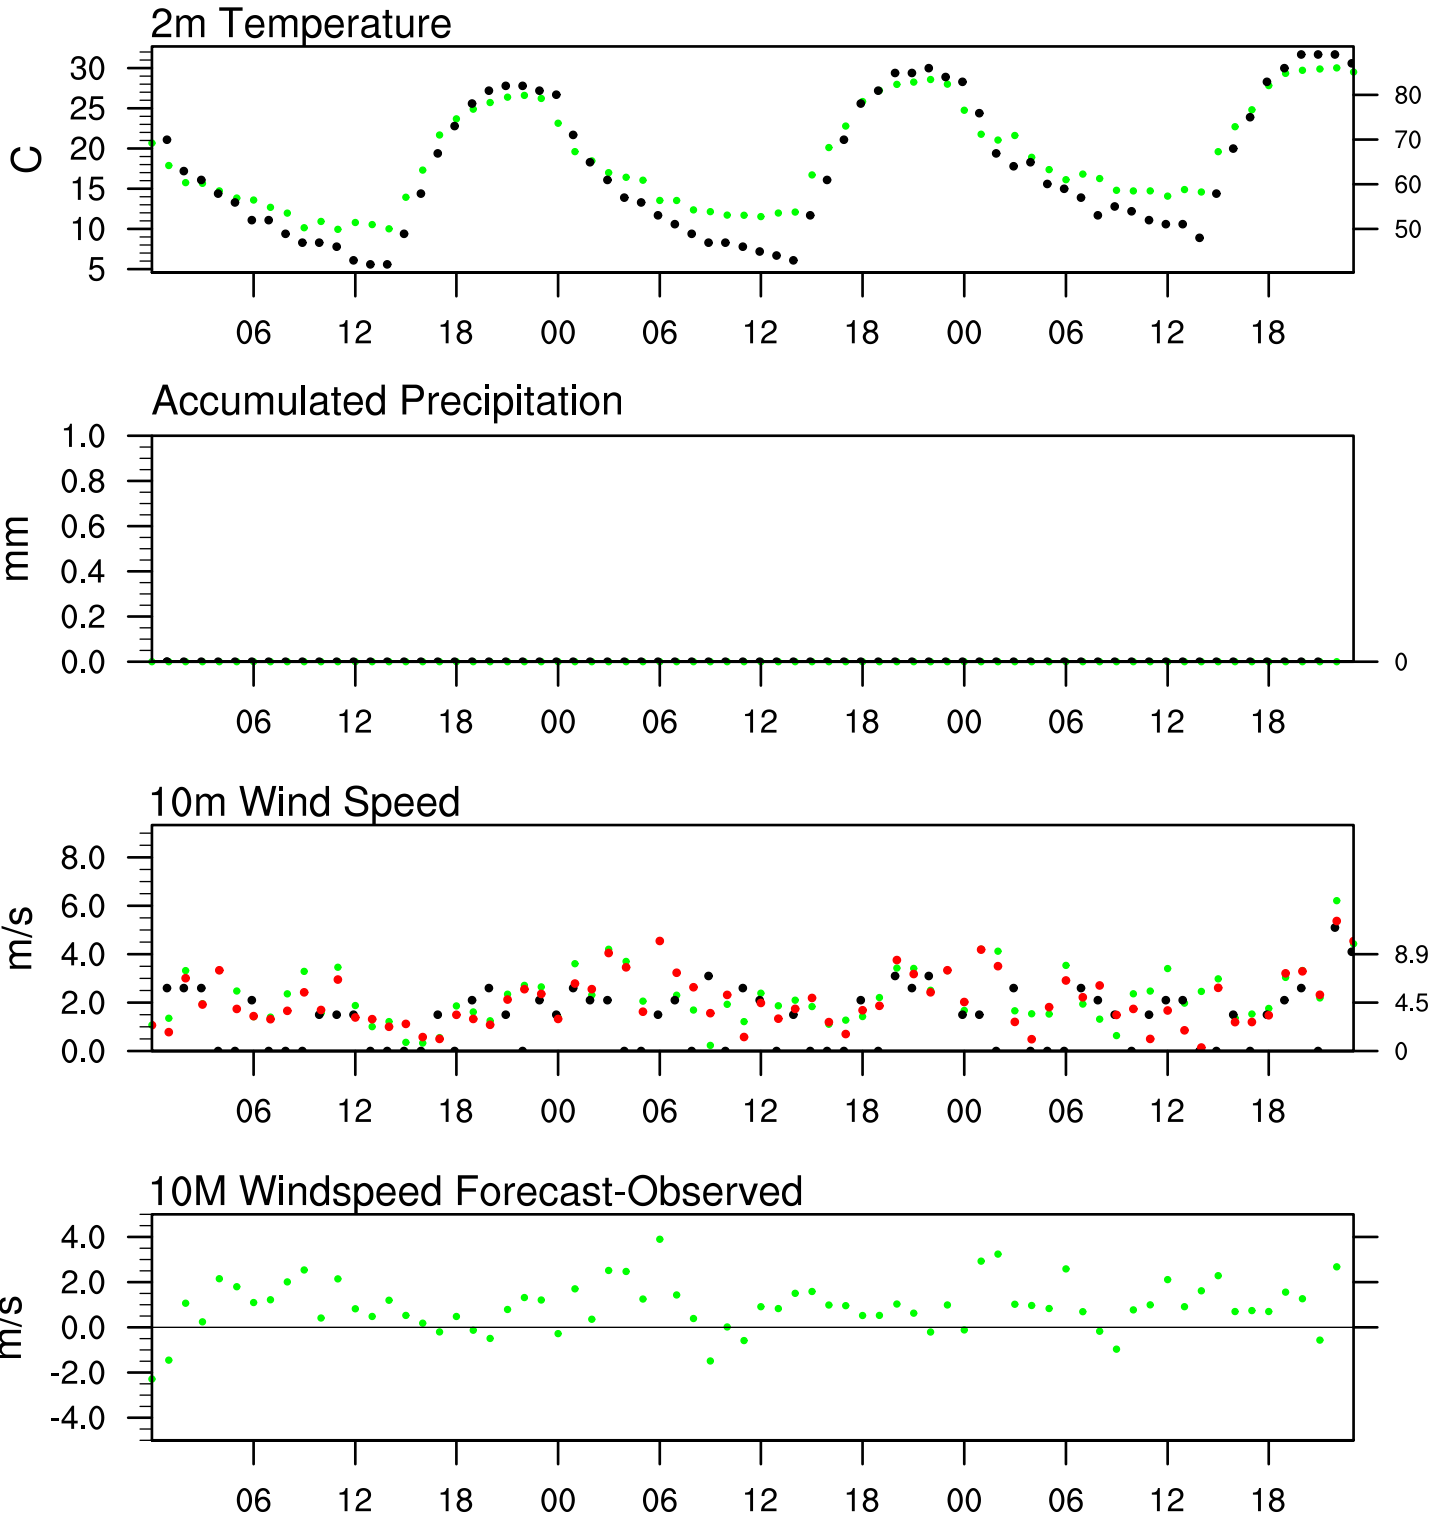 2m Temperature
30
25
20
15
10
5
C
80
70
60
50
06 12 18 00 06 12 18 00 06 12 18
Accumulated Precipitation
1.0
0.8
0.6
0.4
0.2
0.0
mm
0
06 12 18 00 06 12 18 00 06 12 18
10m Wind Speed
8.0
6.0
4.0
2.0
0.0
m/s
8.9
4.5
0
06 12 18 00 06 12 18 00 06 12 18
10M Windspeed Forecast-Observed
4.0
2.0
0.0
-2.0
-4.0
m/s
06 12 18 00 06 12 18 00 06 12 18